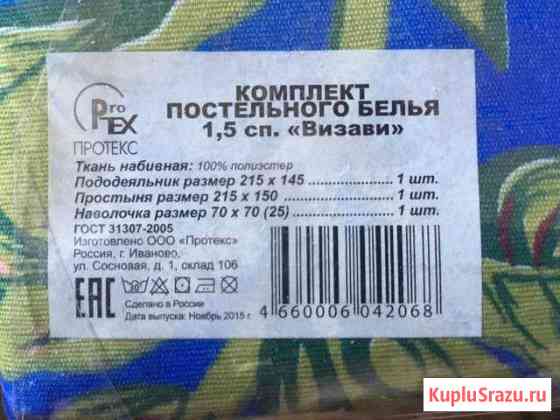 Pro
TEX
ПРОТЕКС
КОМПЛЕКТ
ПОСТЕЛЬНОГО БЕЛЬЯ
1,5 сп. «Визави»
Ткань набивная: 100% полиэстер
Пододеяльник размер 215 х 145 .................... 1 шт.
Простыня размер 215 х 150 .......................... 1 шт.
Наволочка размер 70 х 70 (25) ..................... 1 шт.
ГОСТ 31307-2005
Изготовлено ООО «Протекс»
Россия, г. Иваново,
ул. Сосновая, д. 1, склад 106
EAC
Сделано в России
Дата выпуска: Ноябрь 2015 г
4 660006 042068
KupluSrazu.ru